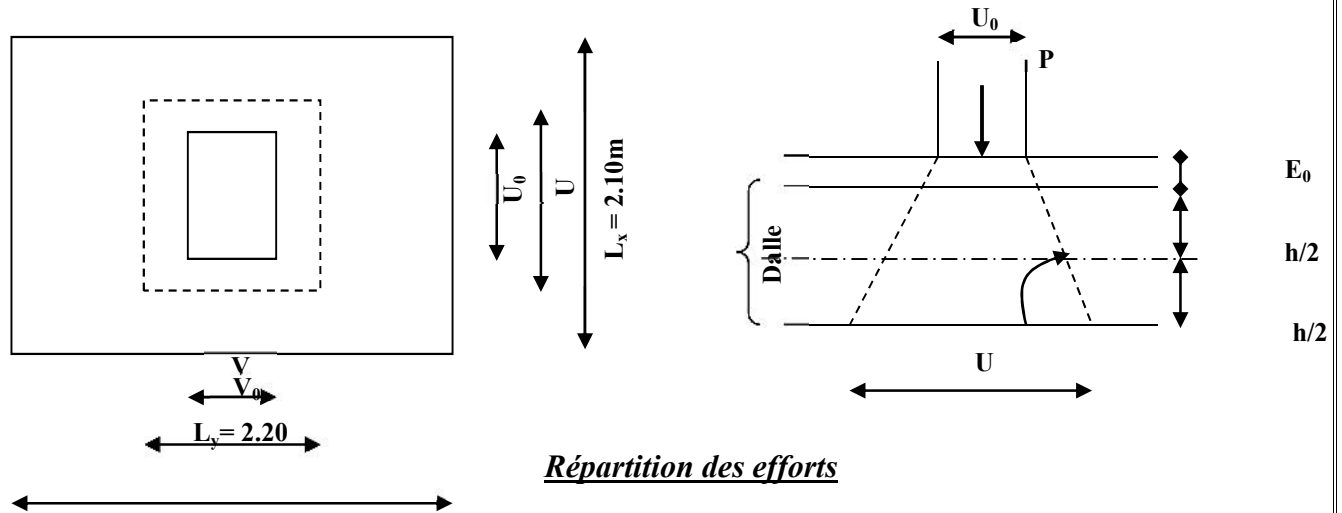 U₀
U
Lₓ = 2.10m
V
V₀
Lᵧ= 2.20
U₀
P
E₀
h/2
h/2
Dalle
U
Répartition des efforts